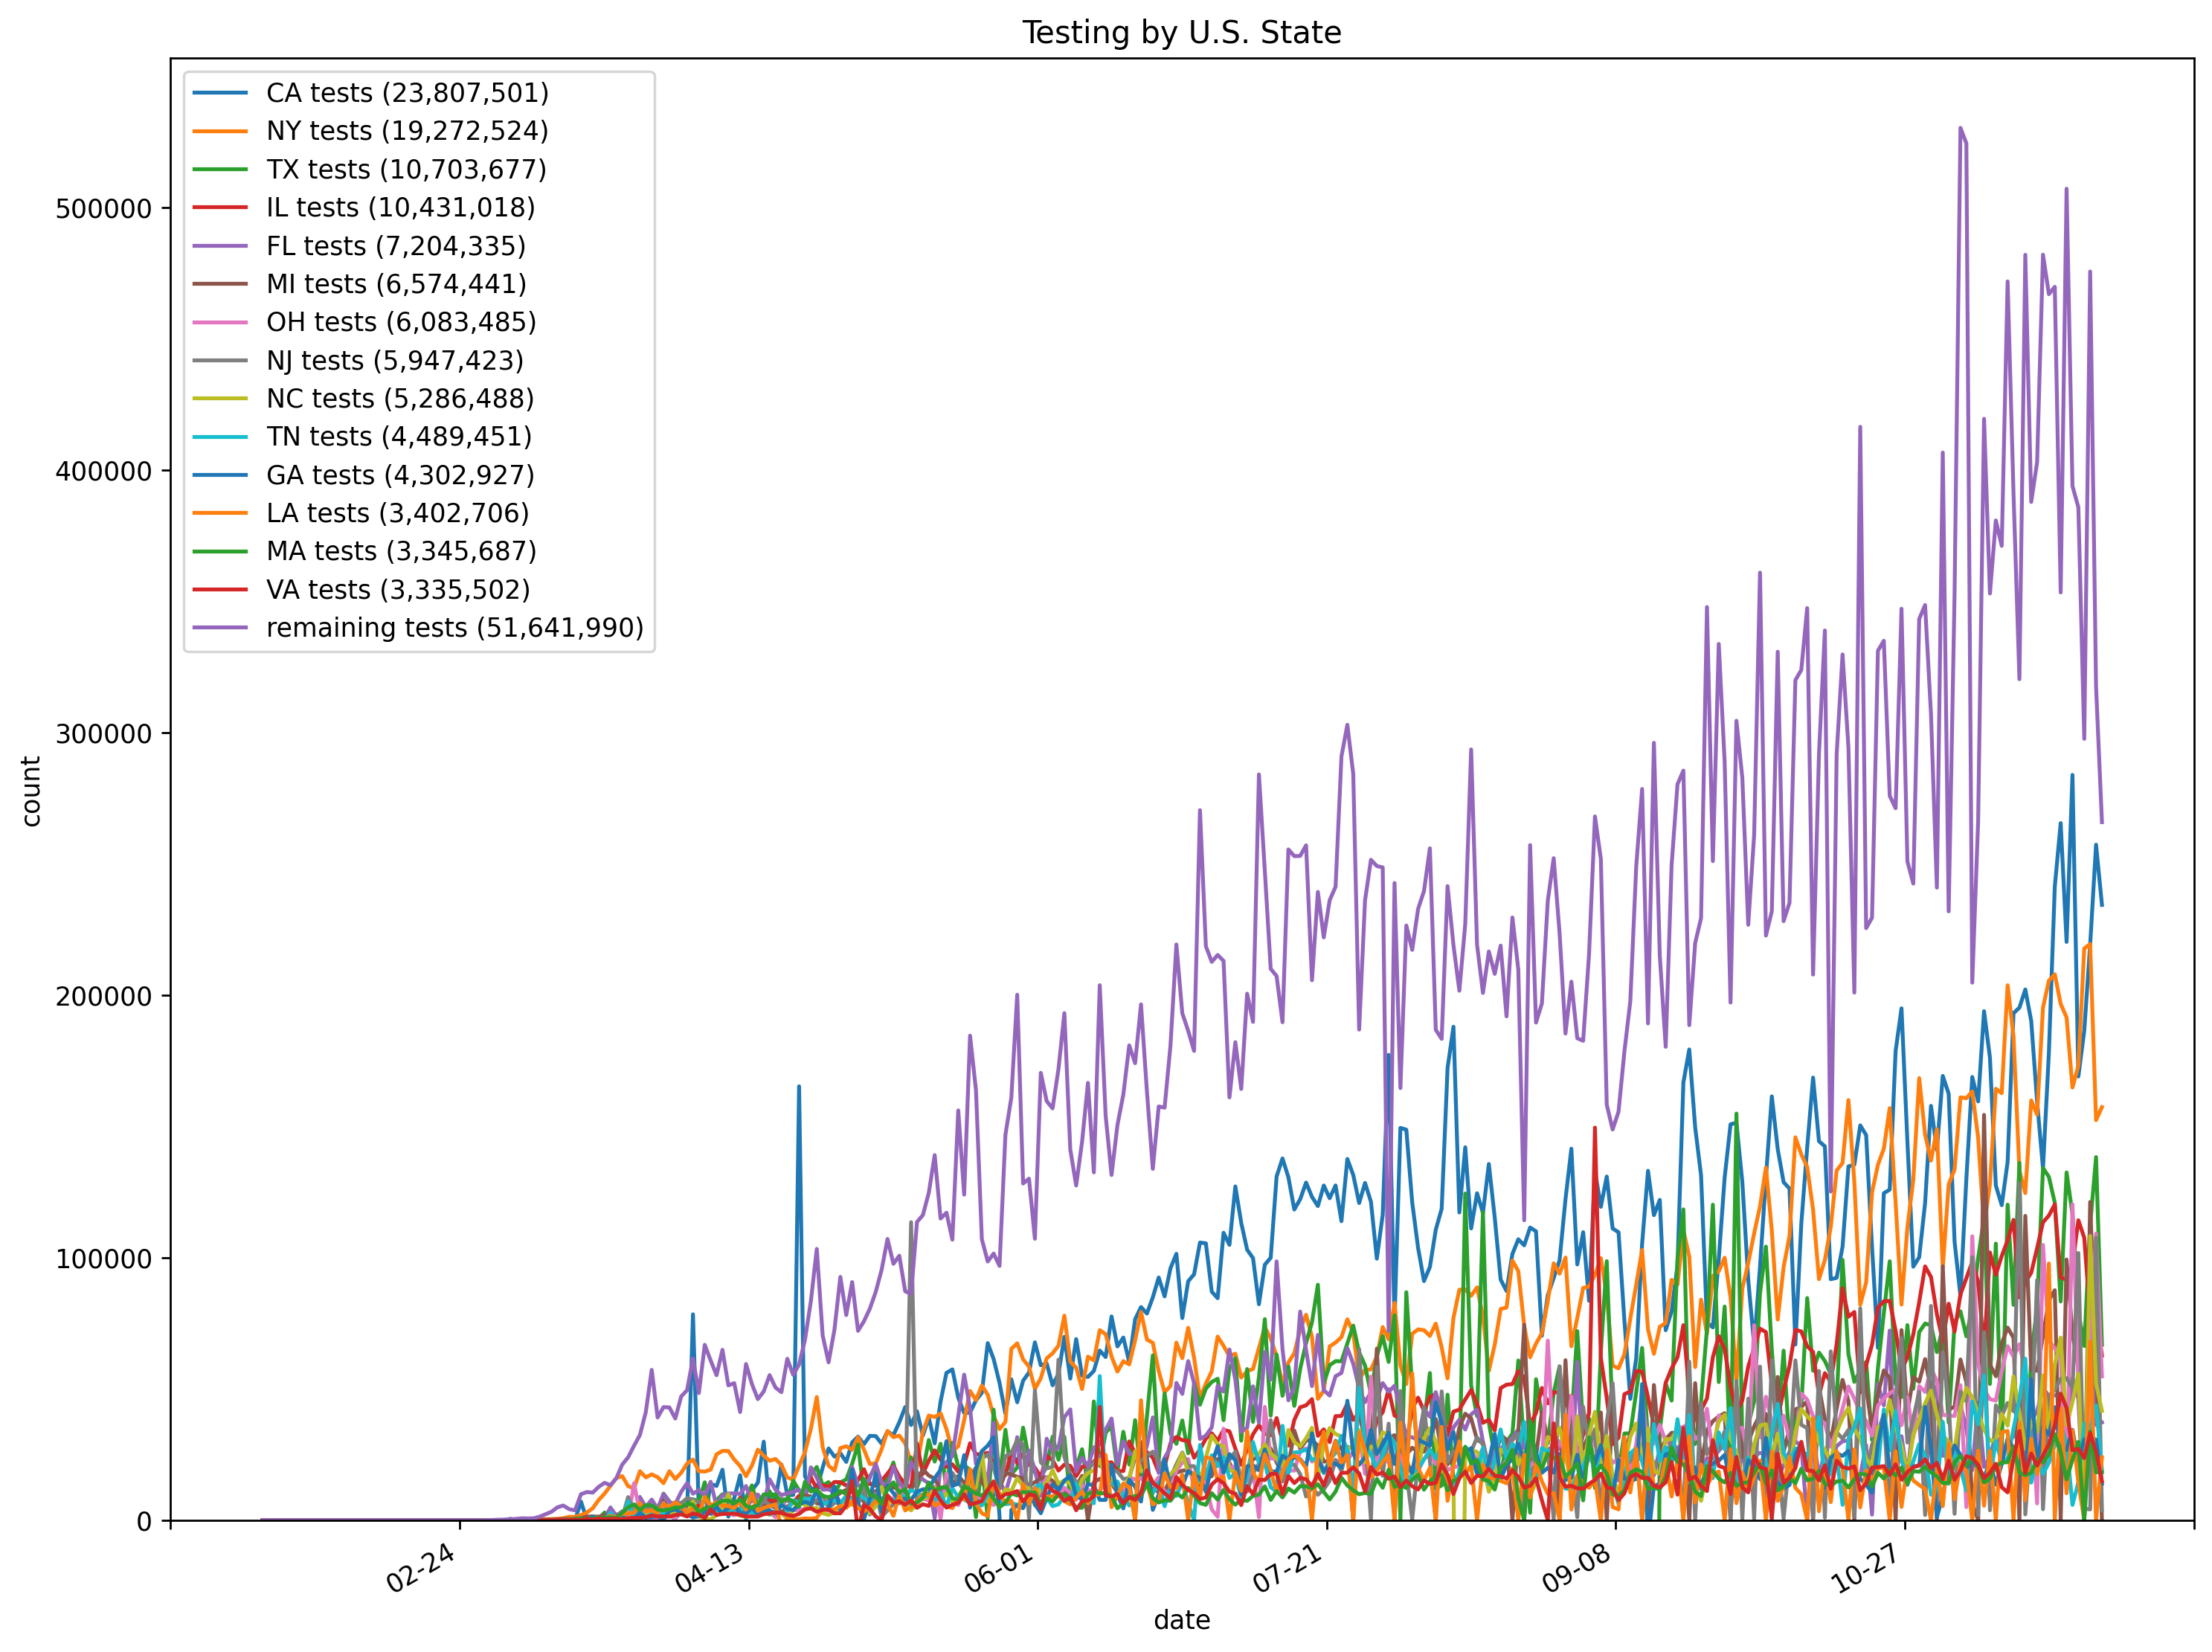 Testing by U.S. State
CA tests (23,807,501)
NY tests (19,272,524)
TX tests (10,703,677)
IL tests (10,431,018)
FL tests (7,204,335)
MI tests (6,574,441)
OH tests (6,083,485)
NJ tests (5,947,423)
NC tests (5,286,488)
TN tests (4,489,451)
GA tests (4,302,927)
LA tests (3,402,706)
MA tests (3,345,687)
VA tests (3,335,502)
remaining tests (51,641,990)
500000
400000
300000
200000
100000
0
count
02-24
04-13
06-01
07-21
09-08
10-27
date